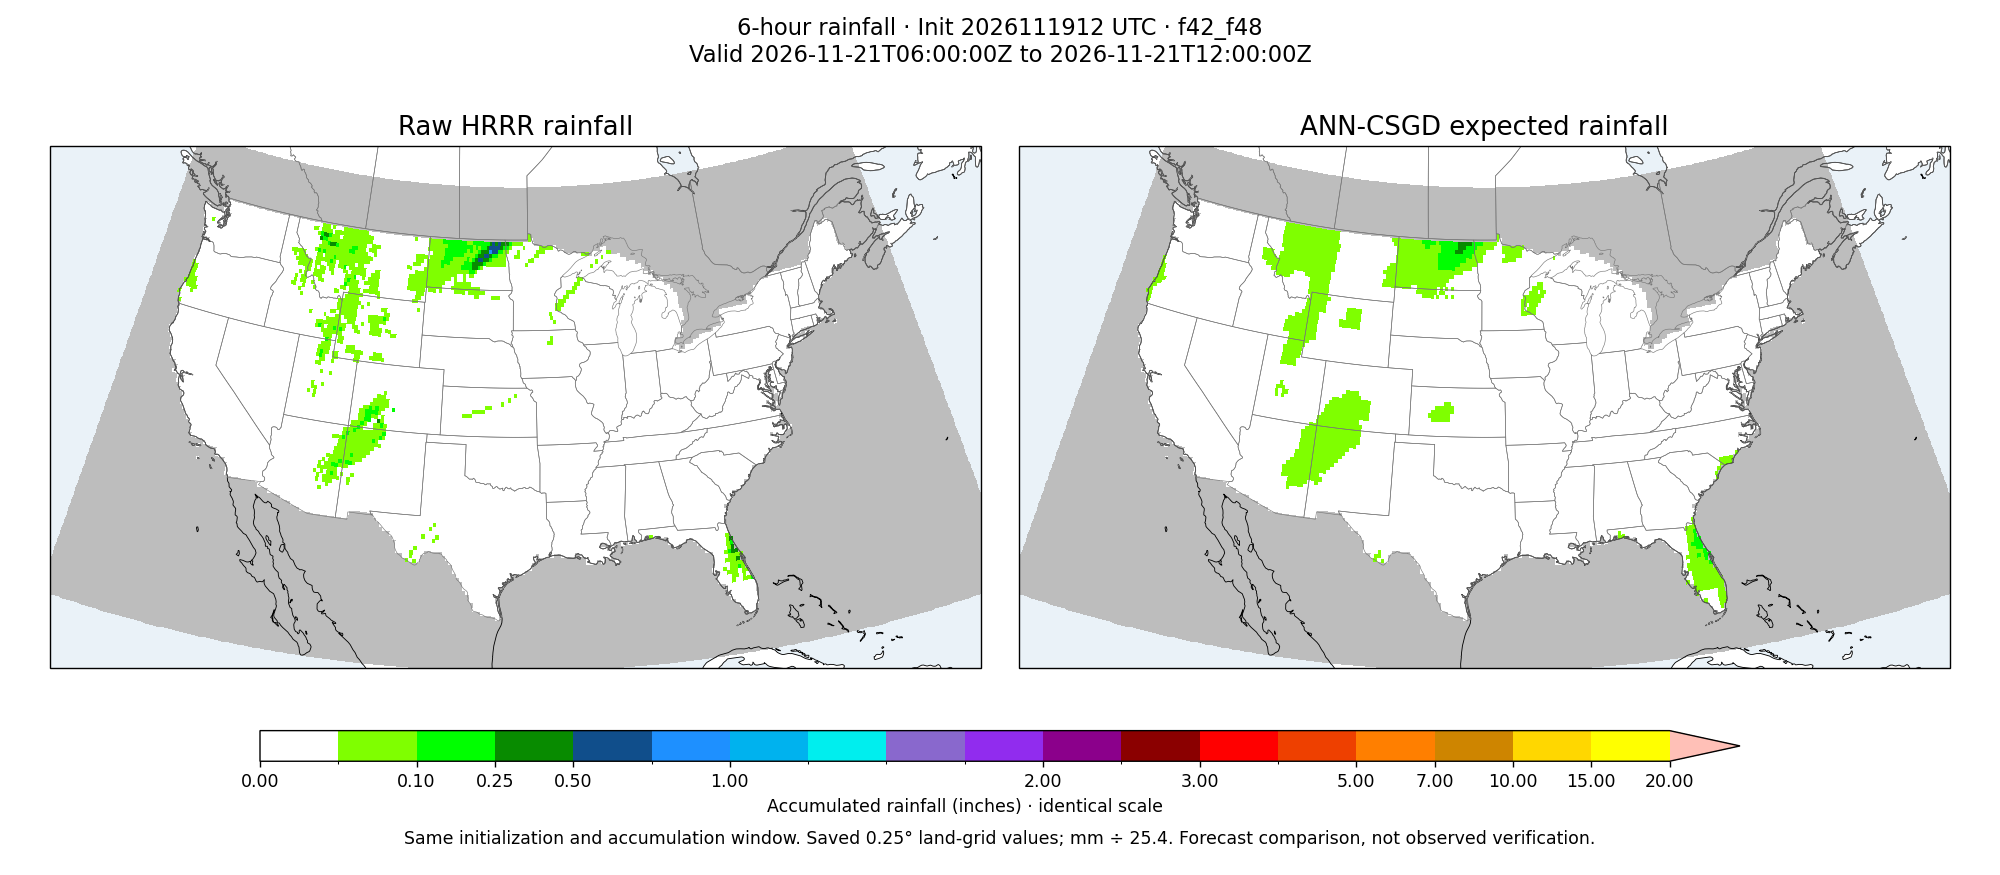 6-hour rainfall · Init 2026111912 UTC · f42_f48
Valid 2026-11-21T06:00:00Z to 2026-11-21T12:00:00Z
Raw HRRR rainfall
ANN-CSGD expected rainfall
0.00 0.10 0.25 0.50 1.00 2.00 3.00 5.00 7.00 10.00 15.00 20.00
Accumulated rainfall (inches) · identical scale
Same initialization and accumulation window. Saved 0.25° land-grid values; mm ÷ 25.4. Forecast comparison, not observed verification.